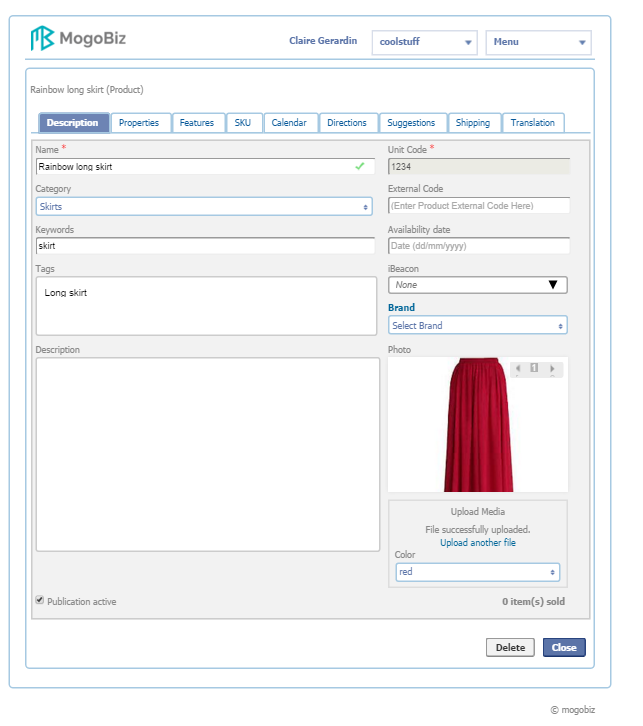 MogoBiz
Claire Gerardin
coolstuff
Menu
Rainbow long skirt (Product)
Description Properties Features SKU Calendar Directions Suggestions Shipping Translation
Name * Unit Code *
Rainbow long skirt 1234
Category External Code
Skirts (Enter Product External Code Here)
Keywords Availability date
skirt Date (dd/mm/yyyy)
Tags iBeacon
Long skirt None
Brand
Select Brand
Description Photo
1
Upload Media
File successfully uploaded.
Upload another file
Color
red
Publication active 0 item(s) sold
Delete Close
© mogobiz